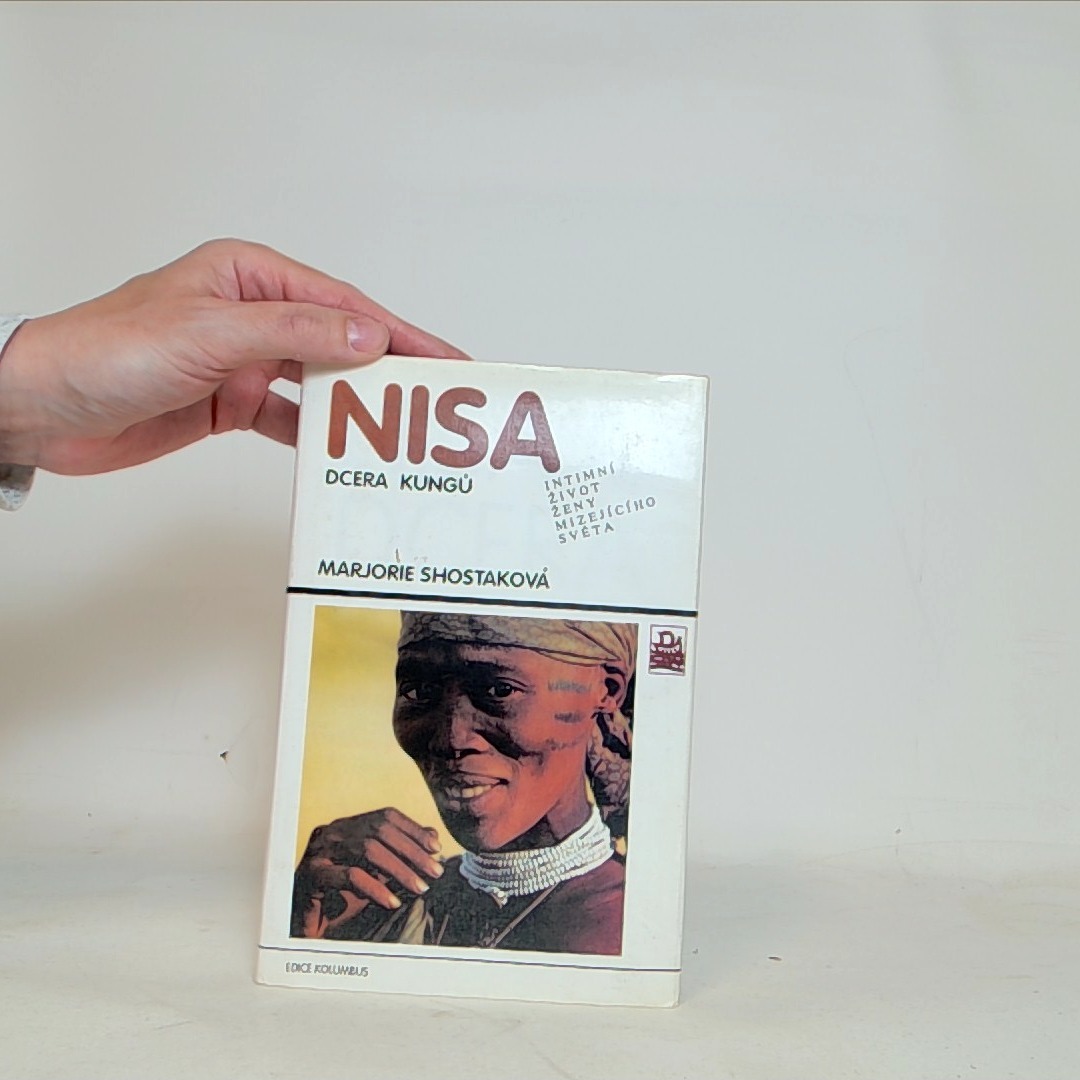 NISA
DCERA KUNGŮ
INTIMNÍ
ŽIVOT
ŽENY
MIZEJÍCÍHO
SVĚTA
MARJORIE SHOSTAKOVÁ
EDICE KOLUMBUS